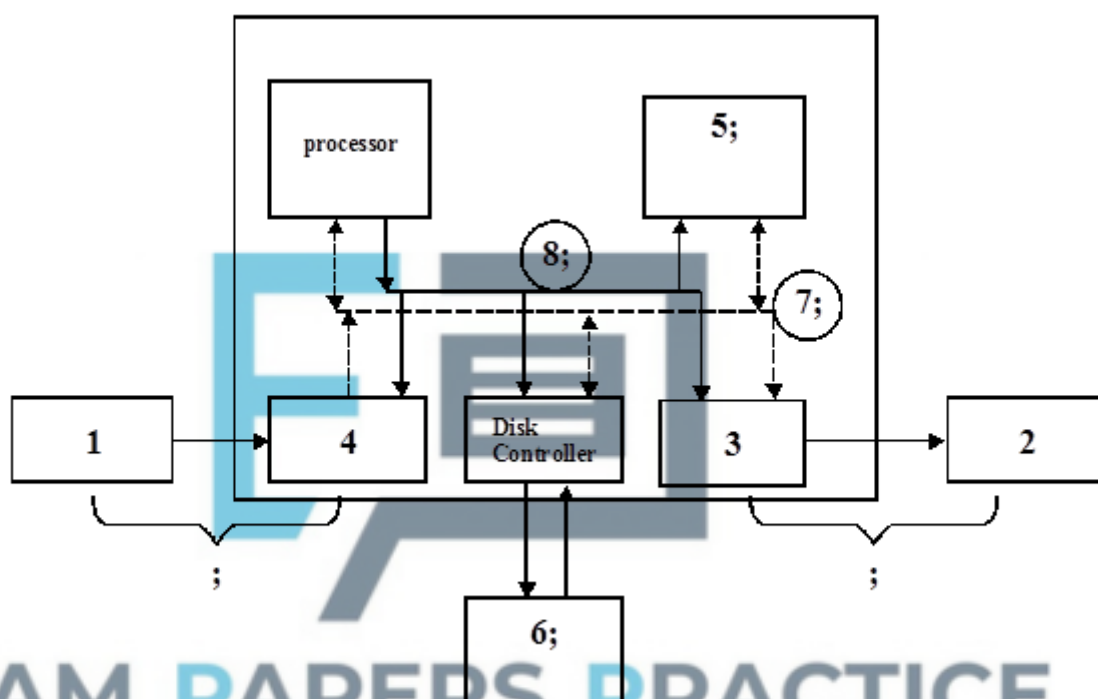 processor
5;
8;
7;
1
4
Disk
Controller
3
2
;
;
6;
AM PAPERS PRACTICE